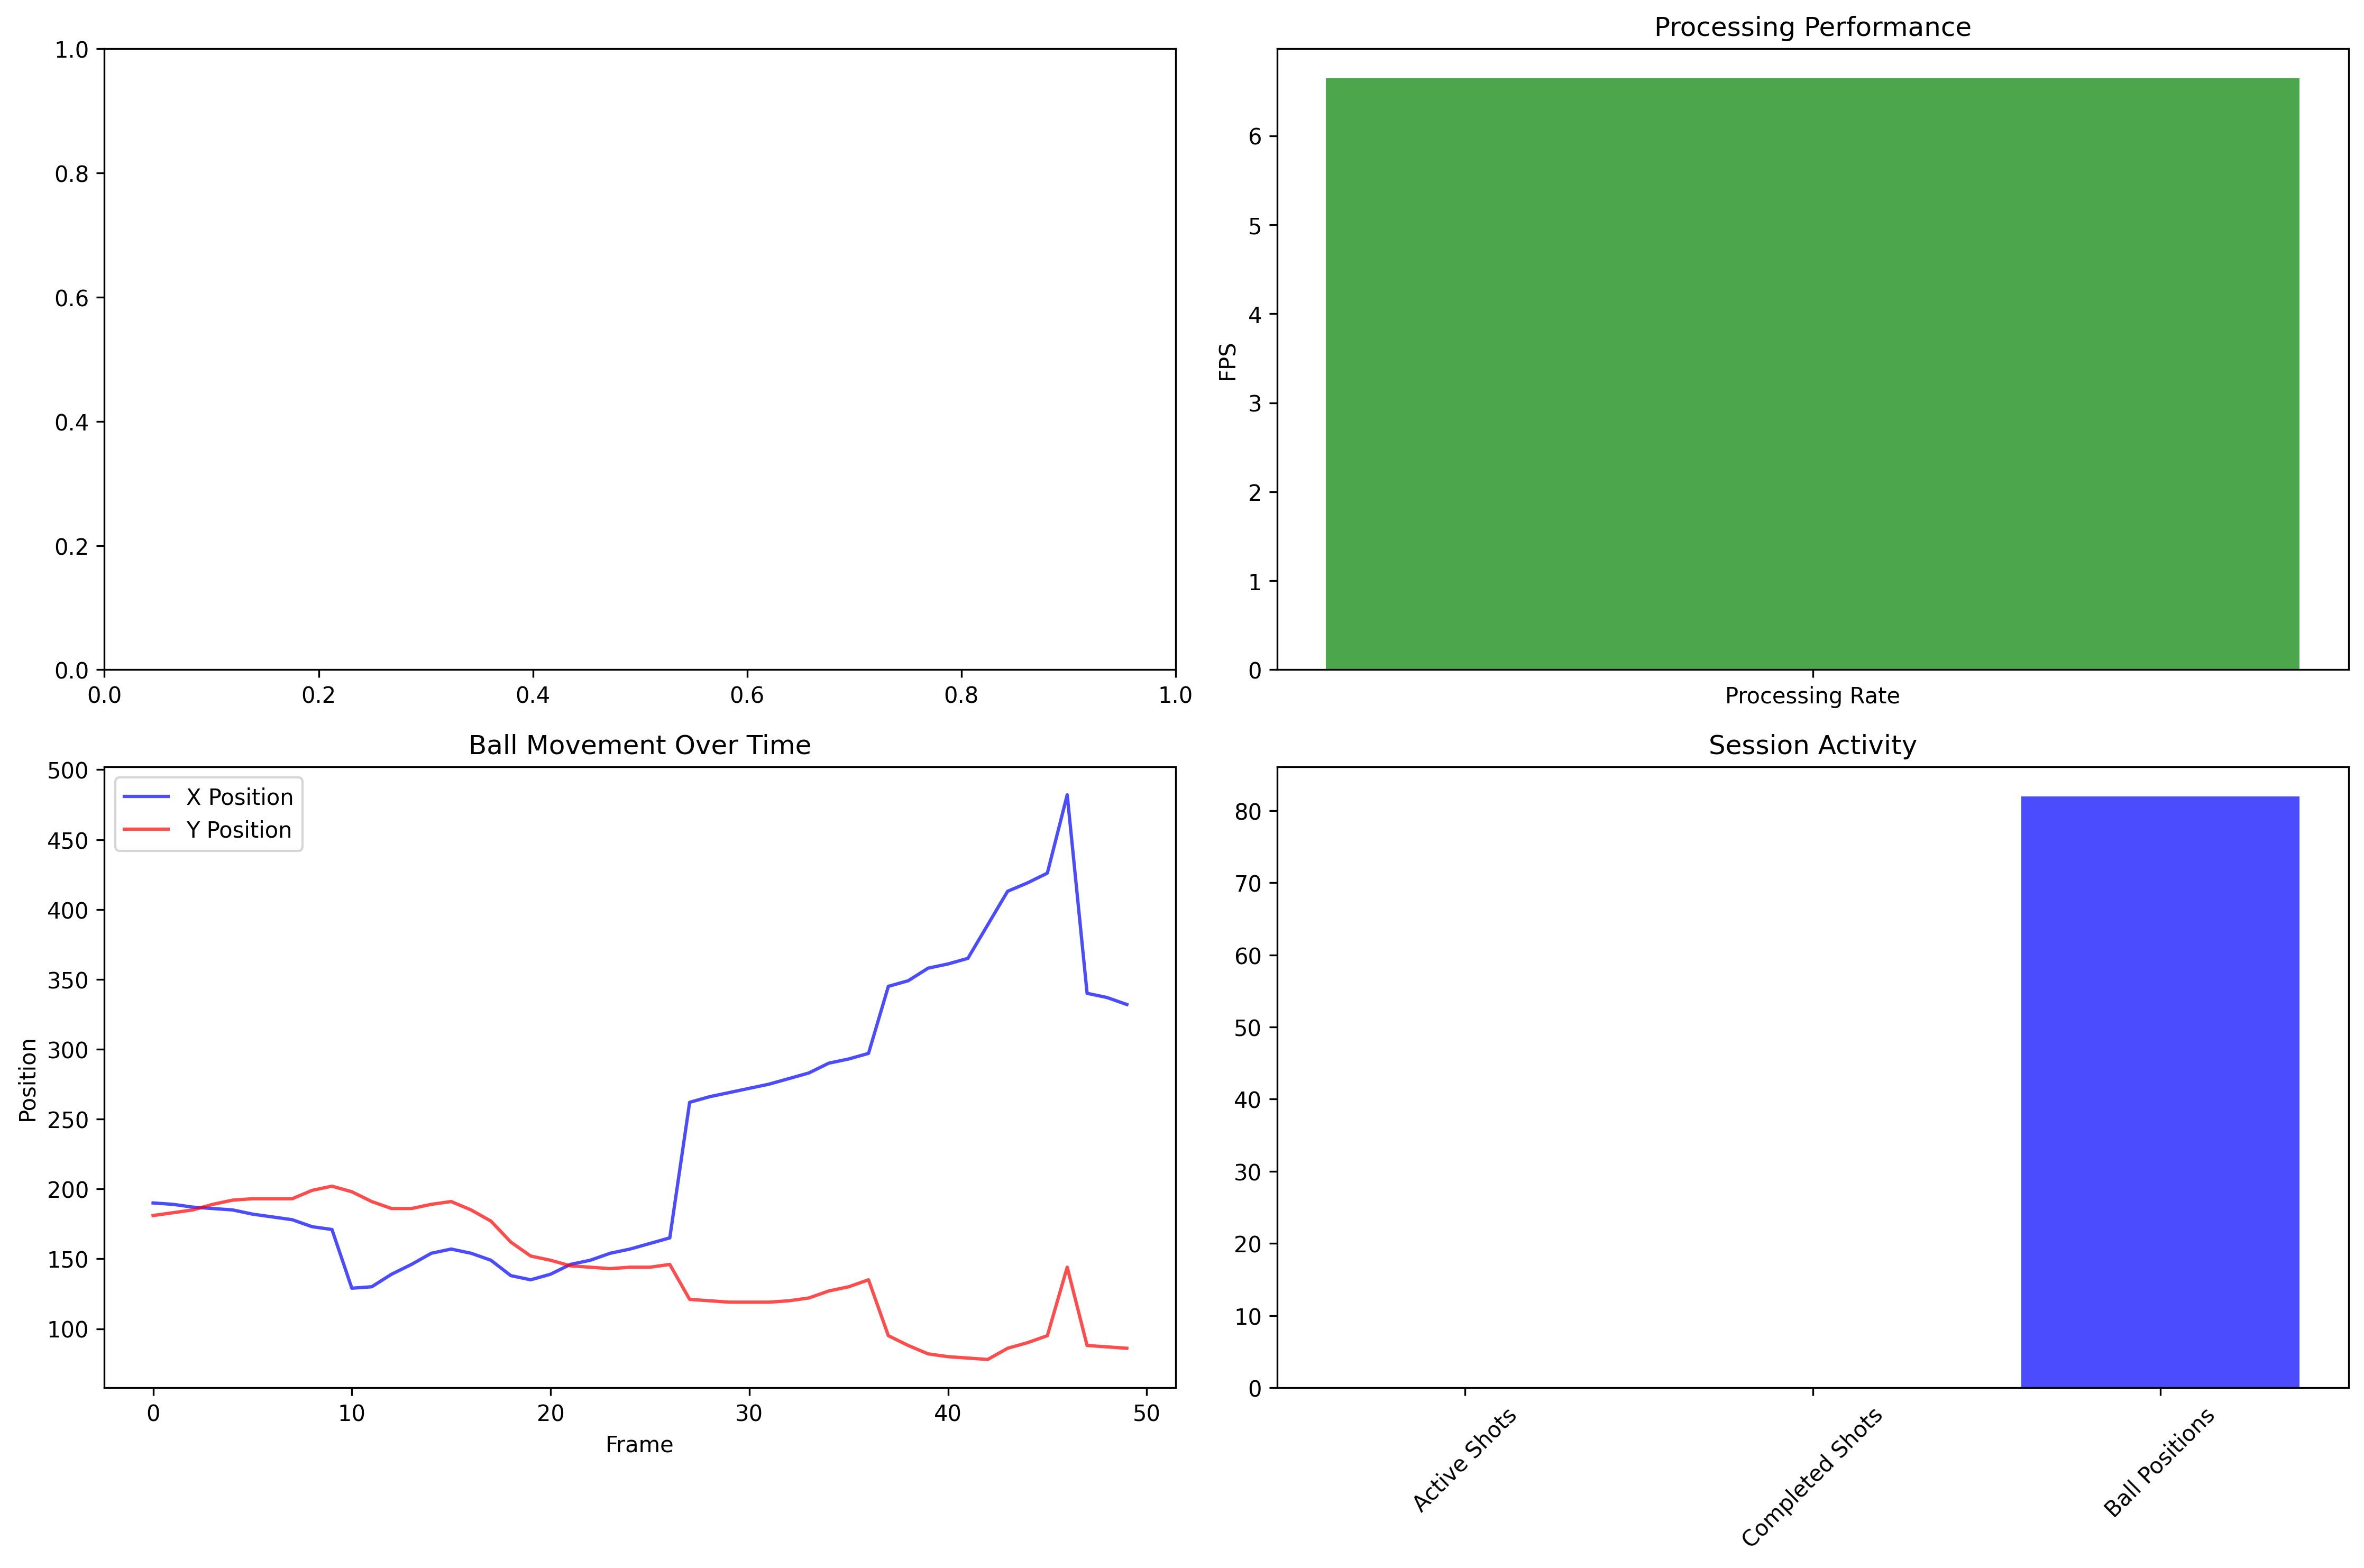 1.0
0.8
0.6
0.4
0.2
0.0
0.0 0.2 0.4 0.6 0.8 1.0
Processing Performance
FPS
6
5
4
3
2
1
0
Processing Rate
Ball Movement Over Time
X Position
Y Position
Position
500
450
400
350
300
250
200
150
100
0 10 20 30 40 50
Frame
Session Activity
80
70
60
50
40
30
20
10
0
Active Shots
Completed Shots
Ball Positions